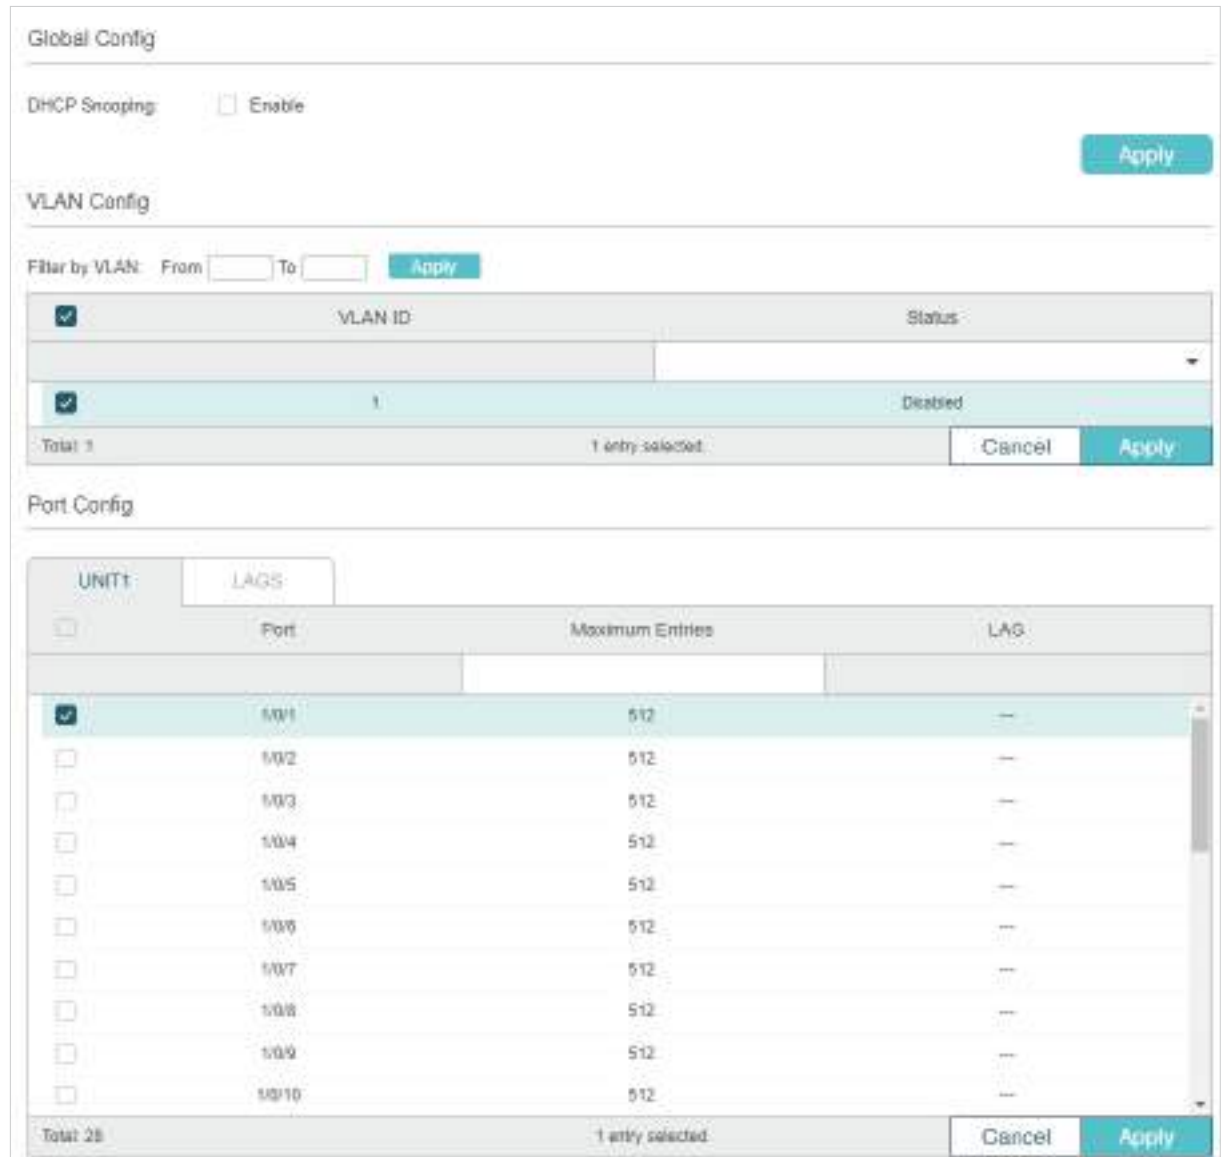 Global Config
DHCP Snooping: Enable
Apply
VLAN Config
Filter by VLAN: From To Apply
VLAN ID Status
1 Disabled
Total: 1 1 entry selected. Cancel Apply
Port Config
UNIT1 LAGS
Port Maximum Entries LAG
1/0/1 512 ---
1/0/2 512 ---
1/0/3 512 ---
1/0/4 512 ---
1/0/5 512 ---
1/0/6 512 ---
1/0/7 512 ---
1/0/8 512 ---
1/0/9 512 ---
1/0/10 512 ---
Total: 28 1 entry selected. Cancel Apply